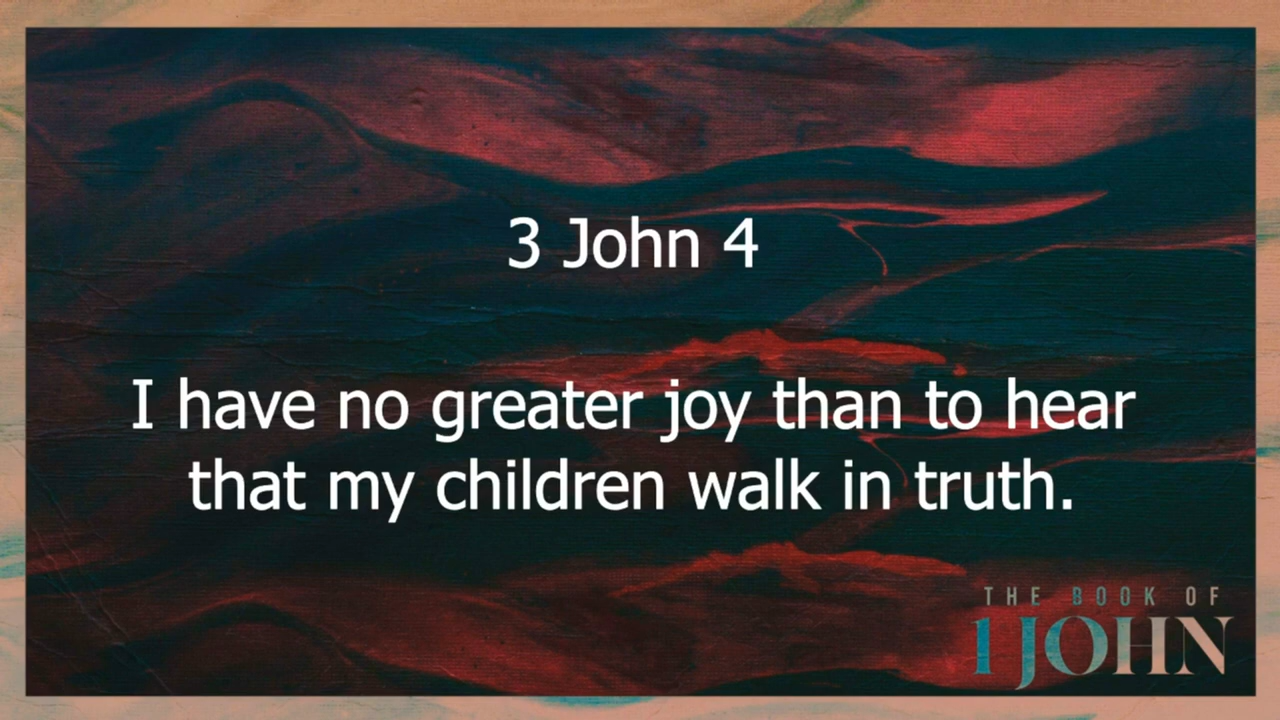 3 John 4
I have no greater joy than to hear
that my children walk in truth.
THE BOOK OF
1 JOHN